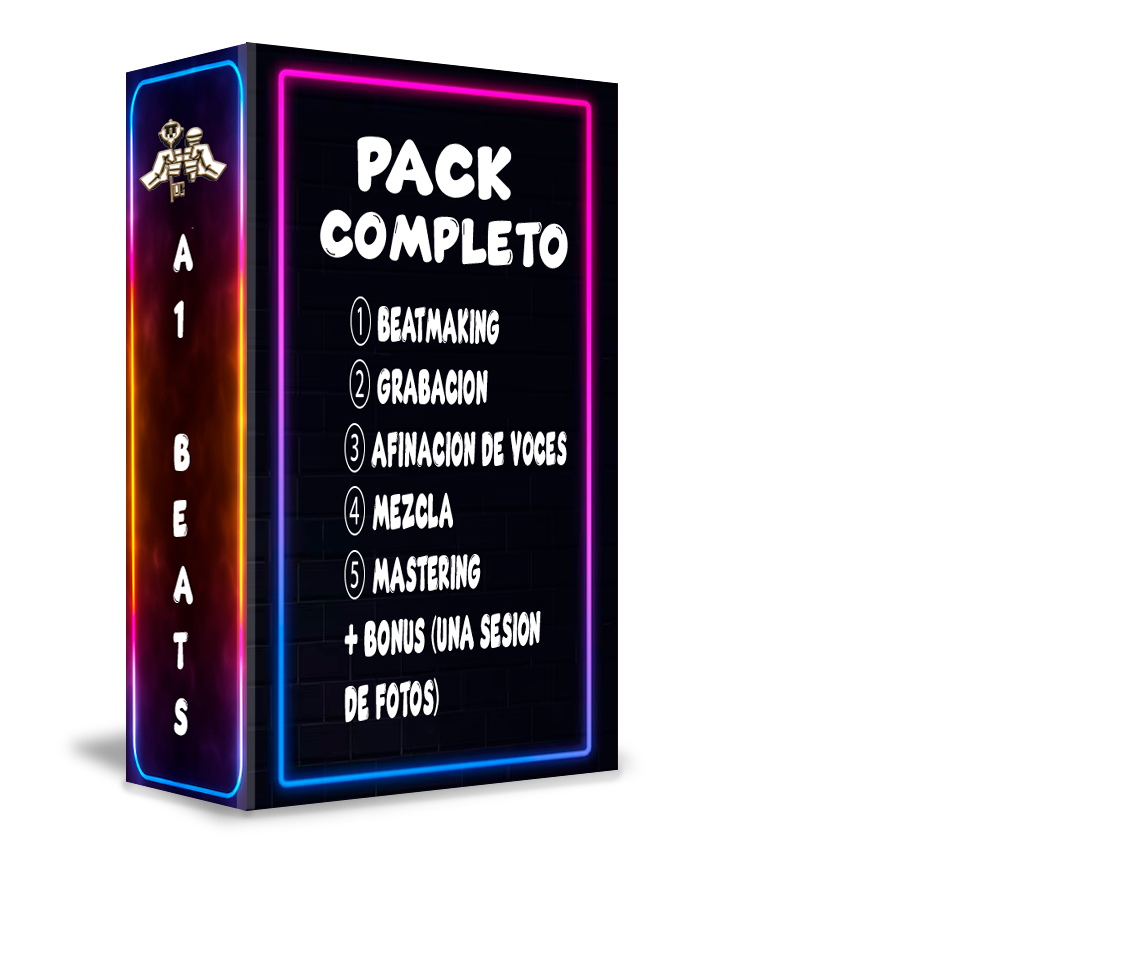 A
1
B
E
A
T
S
PACK
COMPLETO
① BEATMAKING
② GRABACION
③ AFINACION DE VOCES
④ MEZCLA
⑤ MASTERING
+ BONUS (UNA SESION
DE FOTOS)